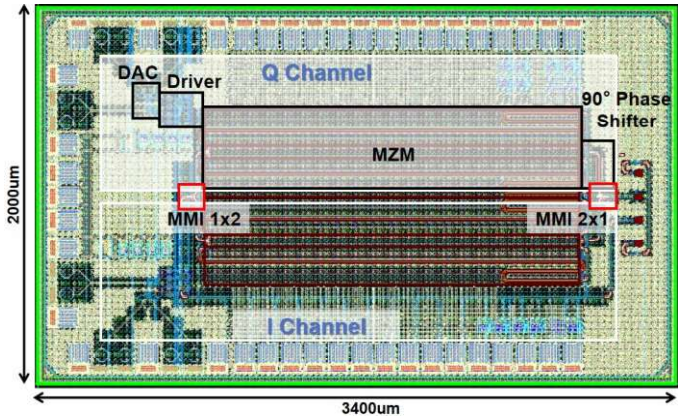 Q Channel
DAC
Driver
90° Phase
Shifter
MZM
MMI 1x2
MMI 2x1
I Channel
2000um
3400um